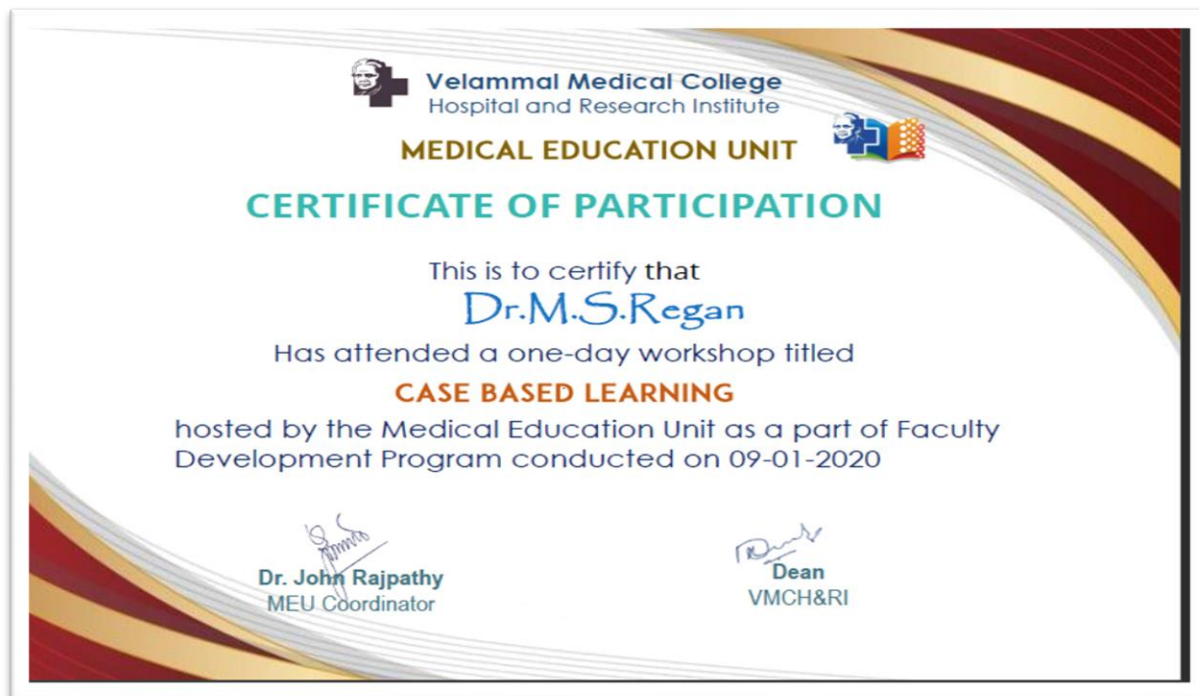 Velammal Medical College
Hospital and Research Institute
MEDICAL EDUCATION UNIT
CERTIFICATE OF PARTICIPATION
This is to certify that
Dr.M.S.Regan
Has attended a one-day workshop titled
CASE BASED LEARNING
hosted by the Medical Education Unit as a part of Faculty
Development Program conducted on 09-01-2020
Dr. John Rajpathy
MEU Coordinator
Dean
VMCH&RI